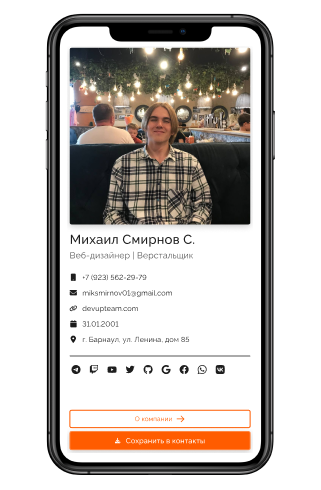 Михаил Смирнов С.
Веб-дизайнер | Верстальщик
+7 (923) 562-29-79
miksmirnov01@gmail.com
devupteam.com
31.01.2001
г. Барнаул, ул. Ленина, дом 85
О компании
Сохранить в контакты